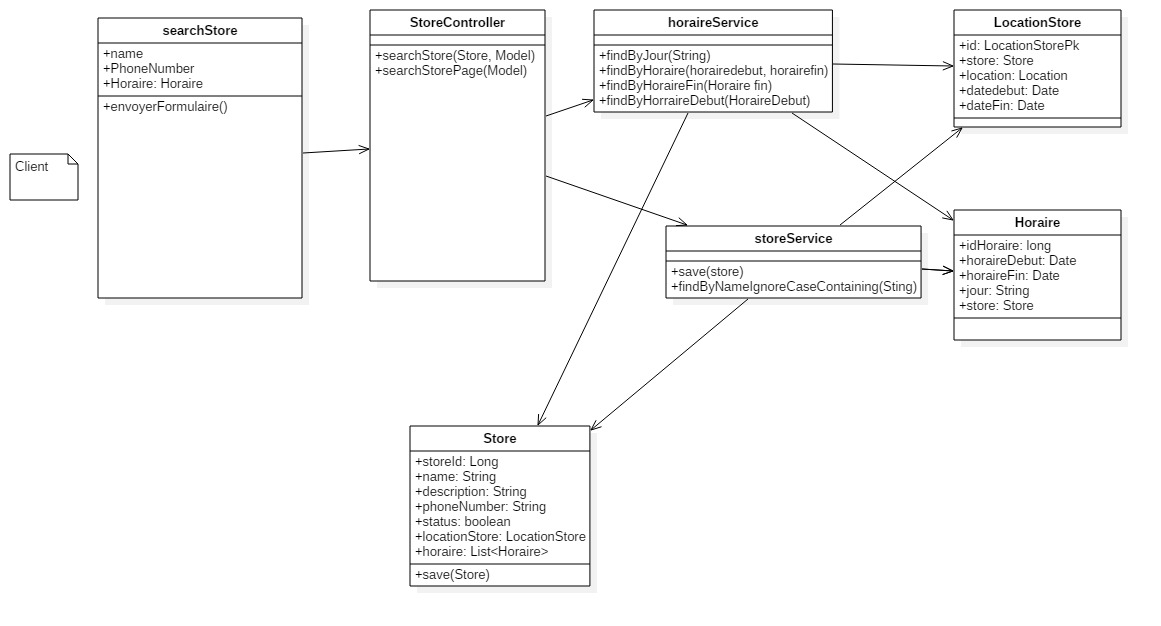 Client
searchStore
+name
+PhoneNumber
+Horaire: Horaire
+envoyerFormulaire()
StoreController
+searchStore(Store, Model)
+searchStorePage(Model)
horaireService
+findByJour(String)
+findByHoraire(horairedebut, horairefin)
+findByHoraireFin(Horaire fin)
+findByHorraireDebut(HoraireDebut)
LocationStore
+id: LocationStorePk
+store: Store
+location: Location
+datedebut: Date
+dateFin: Date
storeService
+save(store)
+findByNameIgnoreCaseContaining(Sting)
Horaire
+idHoraire: long
+horaireDebut: Date
+horaireFin: Date
+jour: String
+store: Store
Store
+storeId: Long
+name: String
+description: String
+phoneNumber: String
+status: boolean
+locationStore: LocationStore
+horaire: List<Horaire>
+save(Store)